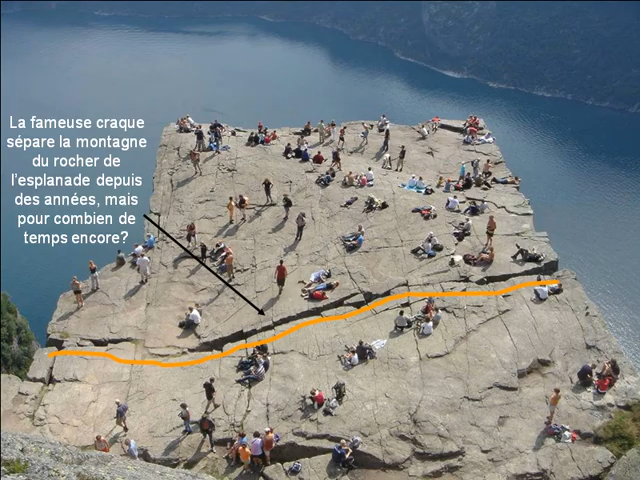 La fameuse craque
sépare la montagne
du rocher de
l'esplanade depuis
des années, mais
pour combien de
temps encore?